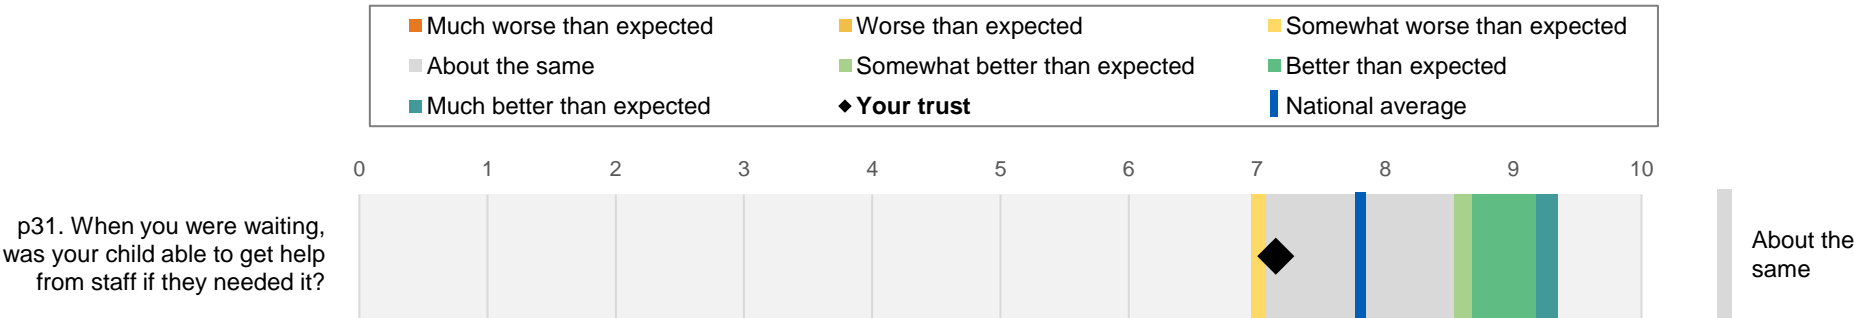 Much worse than expected Worse than expected Somewhat worse than expected
About the same Somewhat better than expected Better than expected
Much better than expected Your trust National average
0 1 2 3 4 5 6 7 8 9 10
p31. When you were waiting,
was your child able to get help
from staff if they needed it?
About the
same